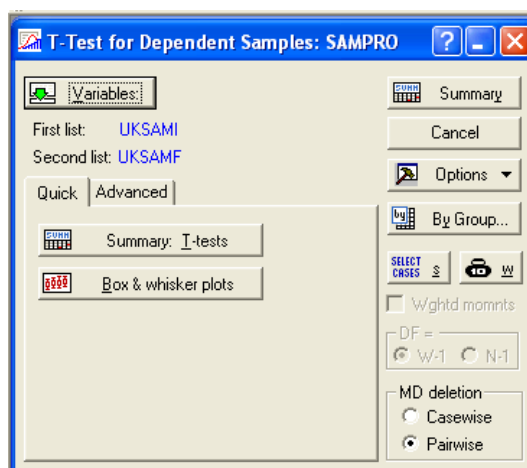 T-Test for Dependent Samples: SAMPRO
Variables:
First list: UKSAMI
Second list: UKSAMF
Quick
Advanced
Summary: T-tests
Box & whisker plots
Summary
Cancel
Options
By Group...
SELECT CASES S
W
Wghtd momnts
DF =
W-1 N-1
MD deletion
Casewise
Pairwise